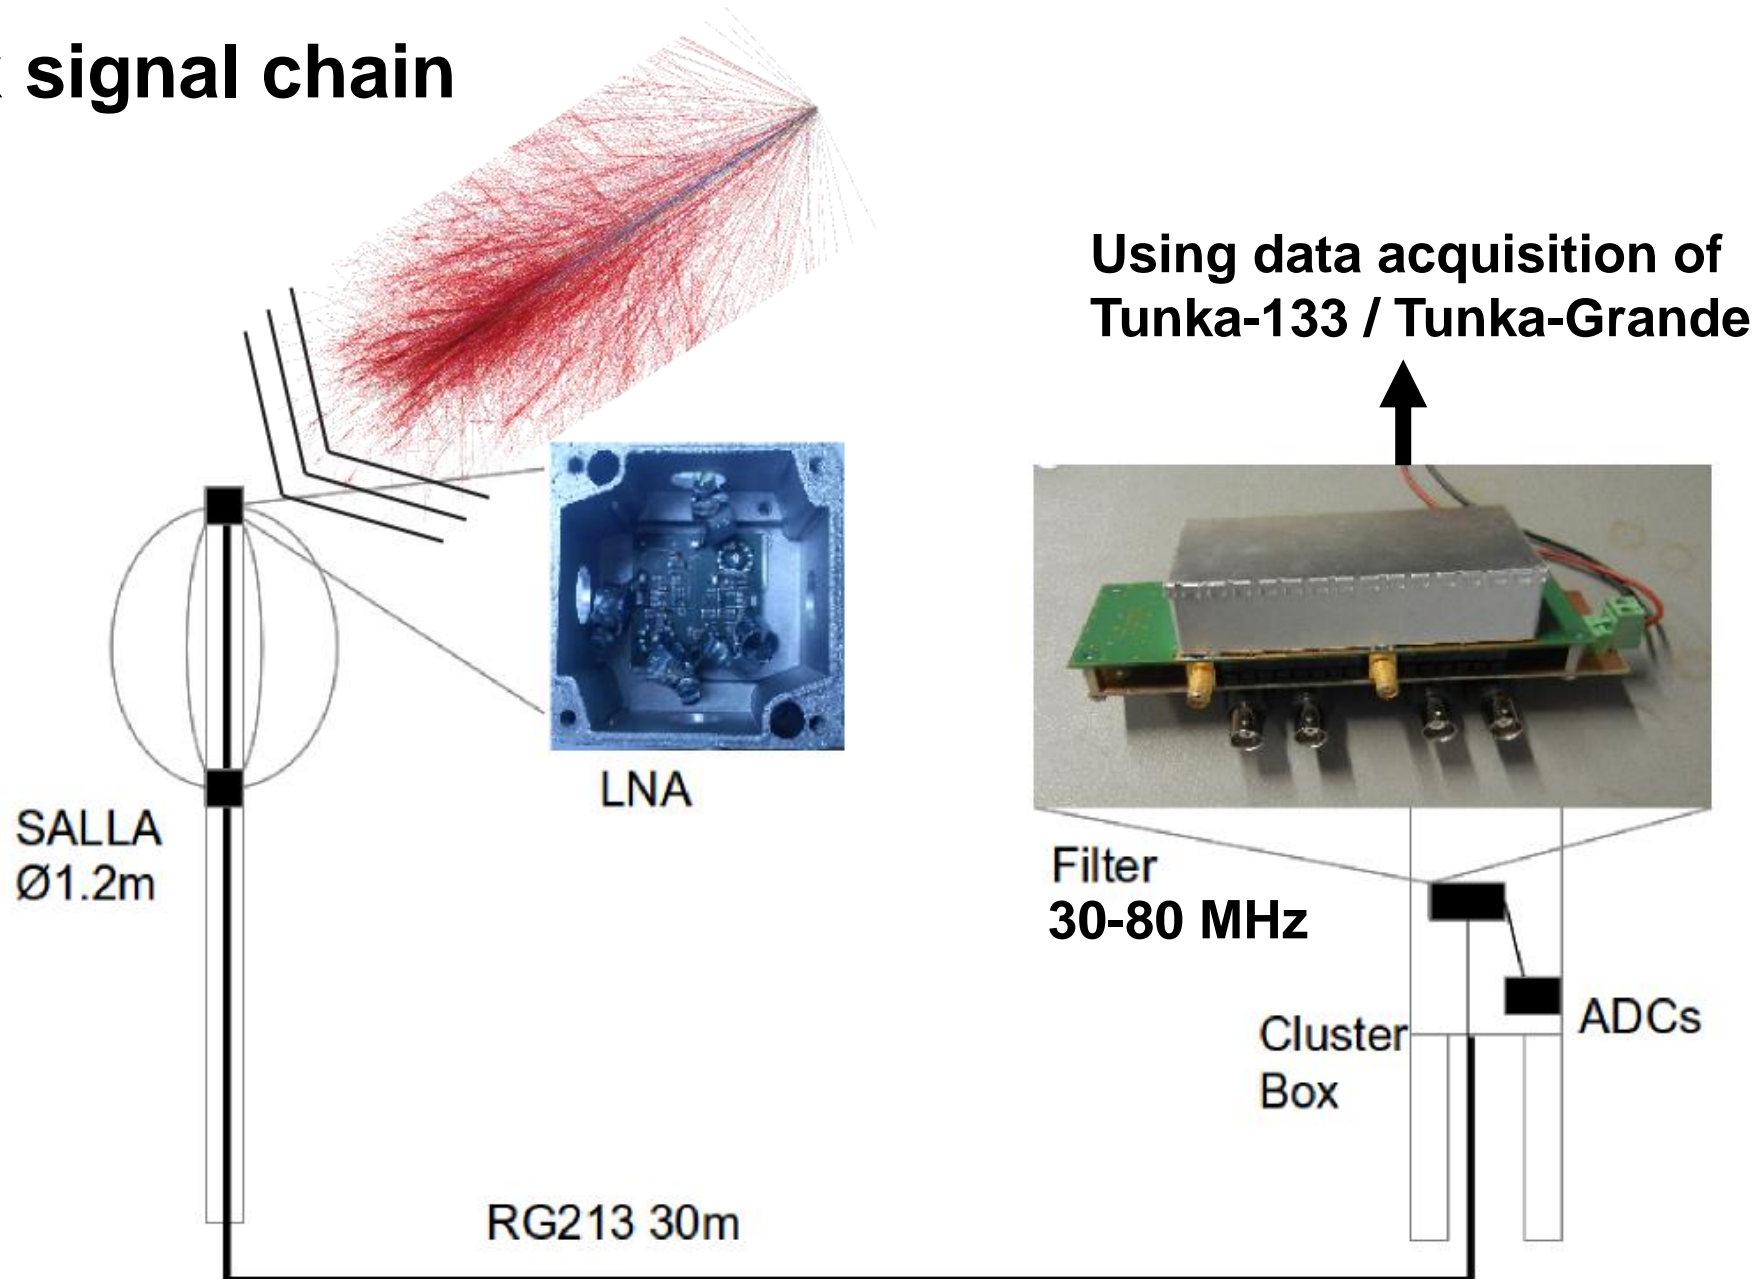 signal chain
Using data acquisition of
Tunka-133 / Tunka-Grande
LNA
SALLA
Ø1.2m
Filter
30-80 MHz
Cluster
Box
ADCs
RG213 30m